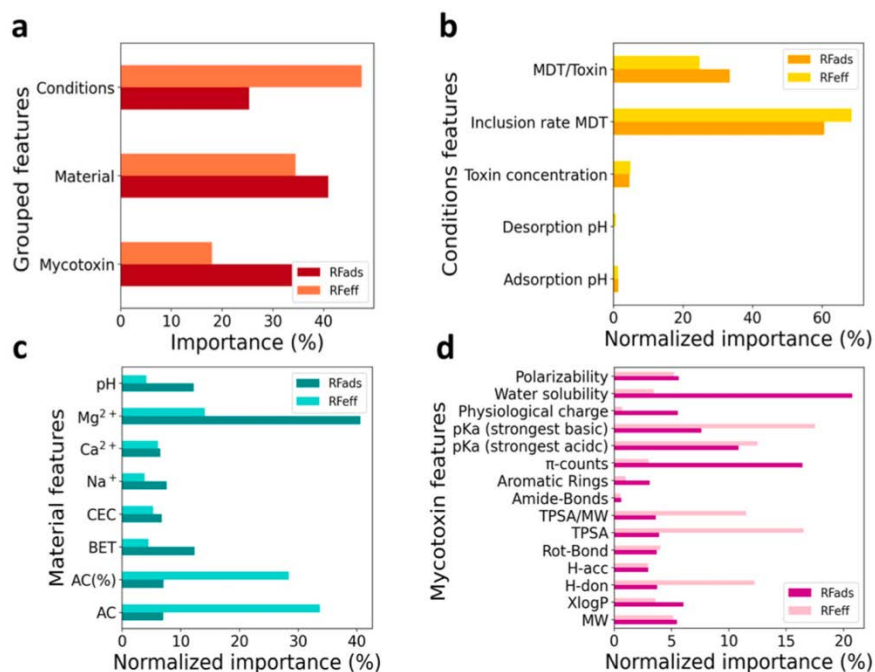 a
Grouped features
Conditions
Material
Mycotoxin
RFads
RFeff
0 10 20 30 40
Importance (%)
b
Conditions features
MDT/Toxin
Inclusion rate MDT
Toxin concentration
Desorption pH
Adsorption pH
RFads
RFeff
0 20 40 60
Normalized importance (%)
c
Material features
pH
Mg²⁺
Ca²⁺
Na⁺
CEC
BET
AC(%)
AC
RFads
RFeff
0 10 20 30 40
Normalized importance (%)
d
Mycotoxin features
Polarizability
Water solubility
Physiological charge
pKa (strongest basic)
pKa (strongest acidc)
π-counts
Aromatic Rings
Amide-Bonds
TPSA/MW
TPSA
Rot-Bond
H-acc
H-don
XlogP
MW
RFads
RFeff
0 5 10 15 20
Normalized importance (%)